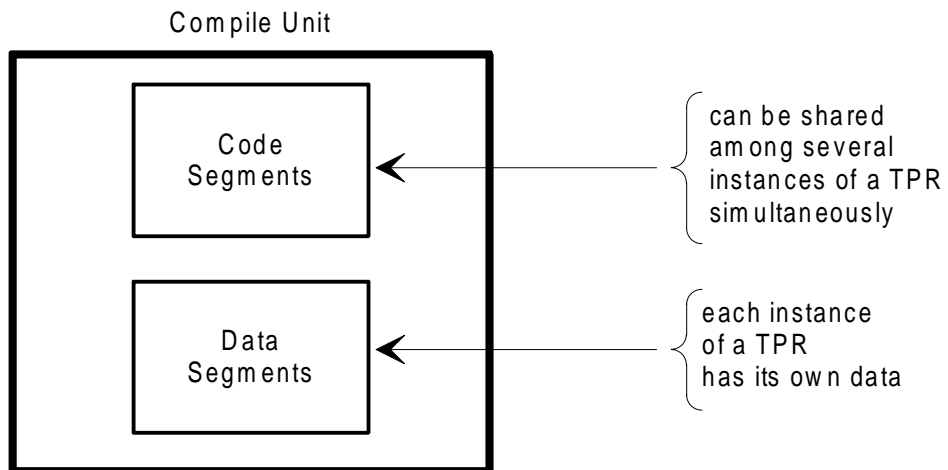 Compile Unit
Code
Segments
can be shared
among several
instances of a TPR
simultaneously
Data
Segments
each instance
of a TPR
has its own data